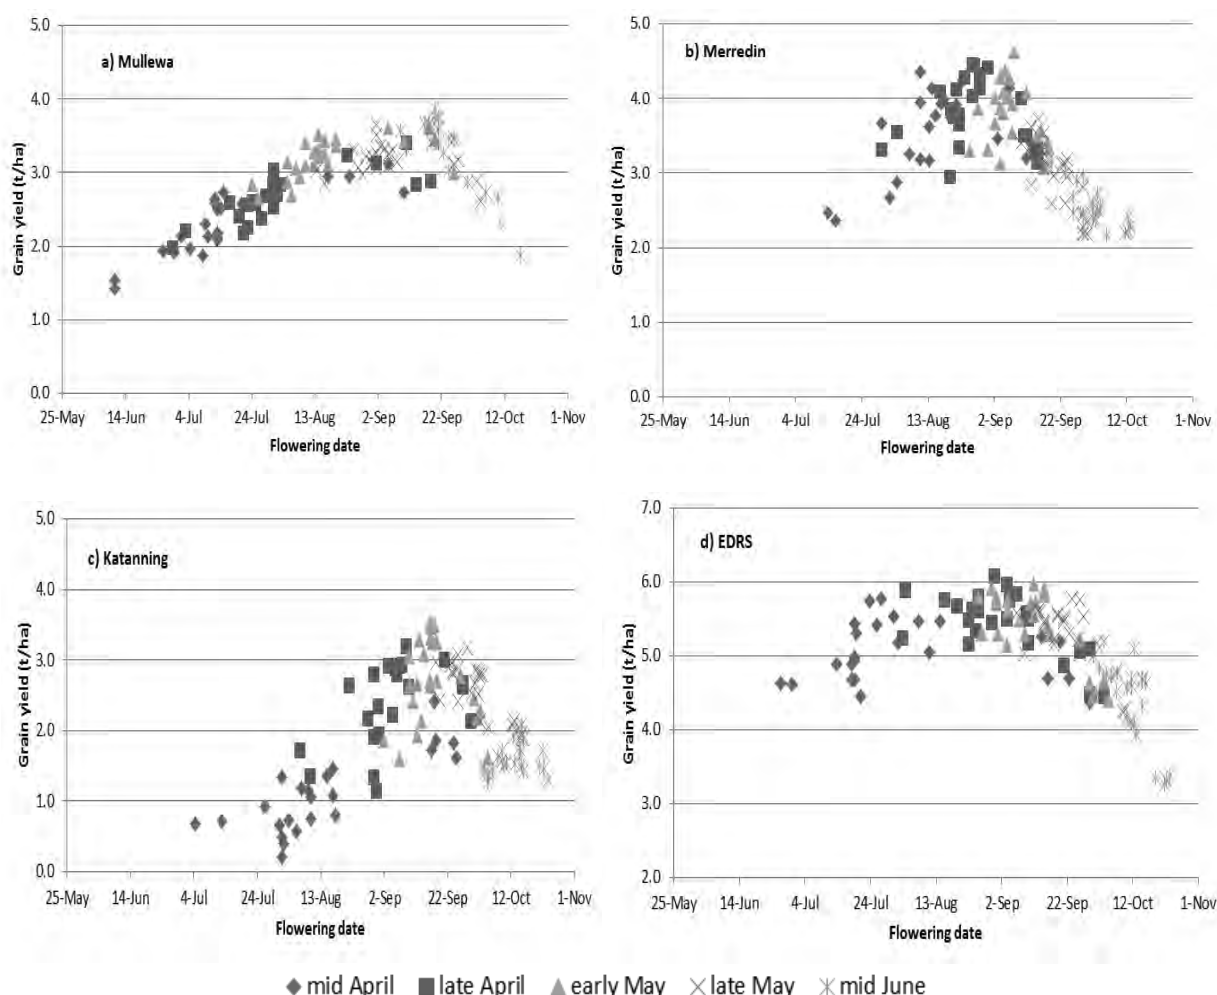 a) Mullewa
Grain yield (t/ha)
5.0
4.0
3.0
2.0
1.0
0.0
25-May 14-Jun 4-Jul 24-Jul 13-Aug 2-Sep 22-Sep 12-Oct 1-Nov
Flowering date
b) Merredin
Grain yield (t/ha)
5.0
4.0
3.0
2.0
1.0
0.0
25-May 14-Jun 4-Jul 24-Jul 13-Aug 2-Sep 22-Sep 12-Oct 1-Nov
Flowering date
c) Katanning
Grain yield (t/ha)
5.0
4.0
3.0
2.0
1.0
0.0
25-May 14-Jun 4-Jul 24-Jul 13-Aug 2-Sep 22-Sep 12-Oct 1-Nov
Flowering date
d) EDRS
Grain yield (t/ha)
7.0
6.0
5.0
4.0
3.0
2.0
25-May 14-Jun 4-Jul 24-Jul 13-Aug 2-Sep 22-Sep 12-Oct 1-Nov
Flowering date
mid April late April early May late May mid June